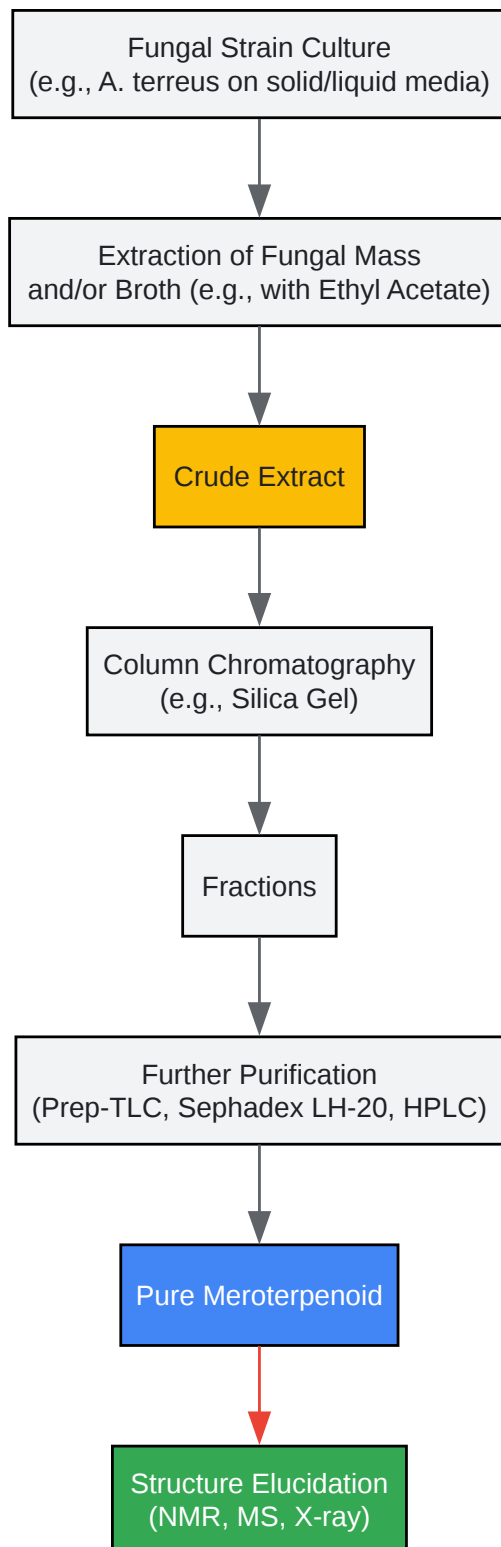 Fungal Strain Culture
(e.g., A. terreus on solid/liquid media)
Extraction of Fungal Mass
and/or Broth (e.g., with Ethyl Acetate)
Crude Extract
Column Chromatography
(e.g., Silica Gel)
Fractions
Further Purification
(Prep-TLC, Sephadex LH-20, HPLC)
Pure Meroterpenoid
Structure Elucidation
(NMR, MS, X-ray)